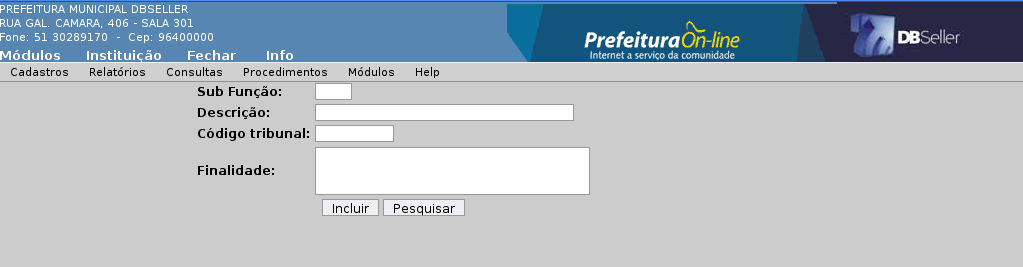 PREFEITURA MUNICIPAL DBSELLER
RUA GAL. CAMARA, 406 - SALA 301
Fone: 51 30289170 - Cep: 96400000
Módulos Instituição Fechar Info
PrefeituraOn-line
Internet a serviço da comunidade
DBSeller
Cadastros Relatórios Consultas Procedimentos Módulos Help
Sub Função:
Descrição:
Código tribunal:
Finalidade:
Incluir Pesquisar